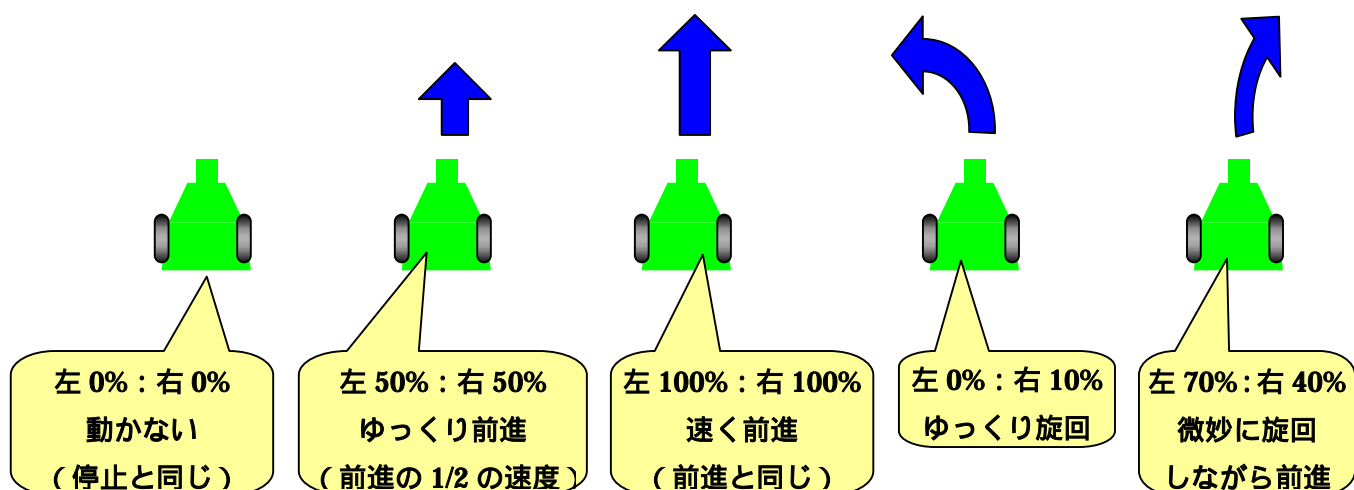 左 0%：右 0%
動かない
（停止と同じ）
左 50%：右 50%
ゆっくり前進
（前進の 1/2 の速度）
左 100%：右 100%
速く前進
（前進と同じ）
左 0%：右 10%
ゆっくり旋回
左 70%：右 40%
微妙に旋回
しながら前進